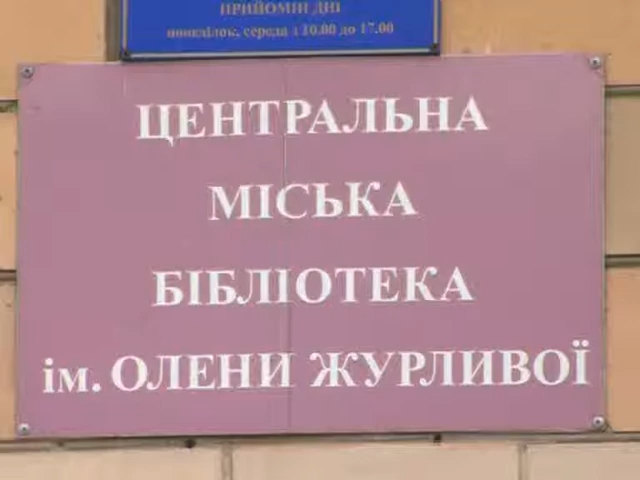 ПРИЙОМНІ ДНІ
понеділок, середа з 10.00 до 17.00
ЦЕНТРАЛЬНА
МІСЬКА
БІБЛІОТЕКА
ім. ОЛЕНИ ЖУРЛИВОЇ